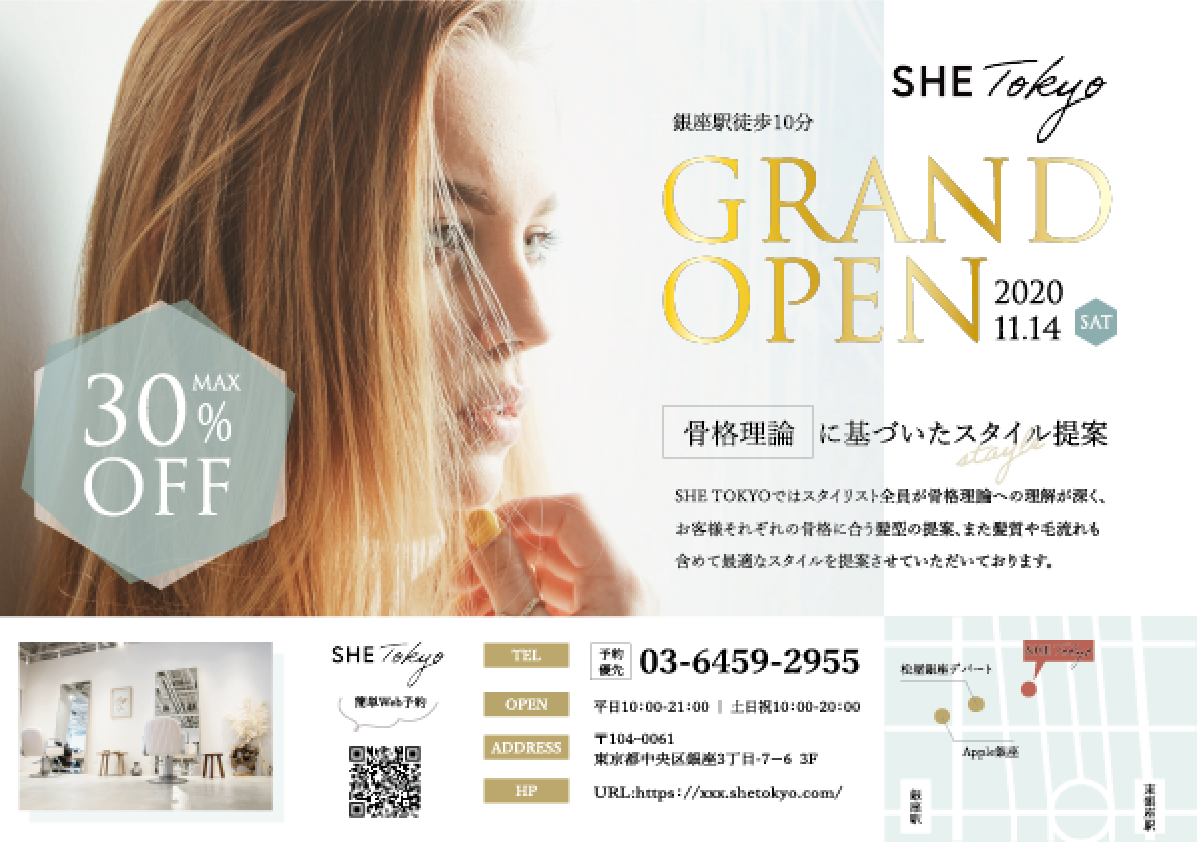 SHE Tokyo
銀座駅徒歩10分
GRAND
OPEN
2020
11.14
SAT
30 MAX %
OFF
骨格理論 に基づいたスタイル提案
stayle
SHE TOKYOではスタイリスト全員が骨格理論への理解が深く、
お客様それぞれの骨格に合う髪型の提案、また髪質や毛流れも
含めて最適なスタイルを提案させていただいております。
SHE Tokyo
簡単Web予約
TEL
予約
優先
03-6459-2955
OPEN
平日10:00-21:00 | 土日祝10:00-20:00
ADDRESS
〒104-0061
東京都中央区銀座3丁目-7-6 3F
HP
URL:https://xxx.shetokyo.com/
SHE Tokyo
松屋銀座デパート
Apple銀座
銀座駅
東銀座駅